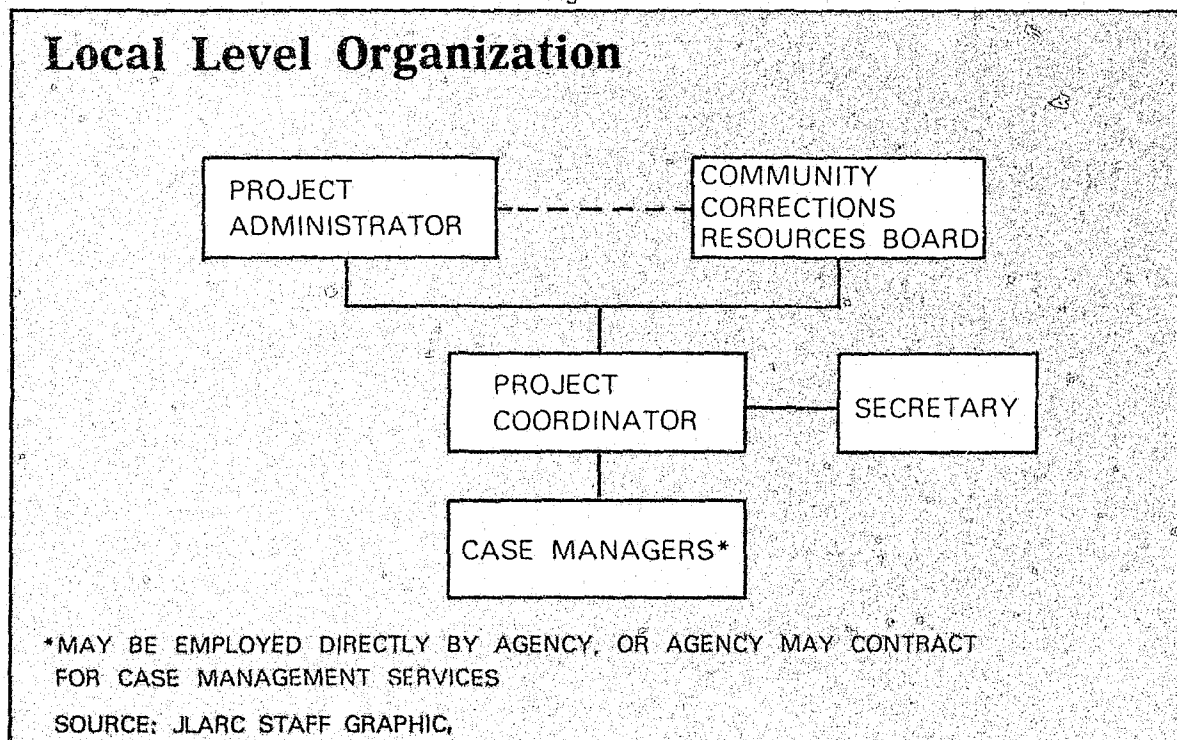 Local Level Organization
PROJECT
ADMINISTRATOR
COMMUNITY
CORRECTIONS
RESOURCES BOARD
PROJECT
COORDINATOR
SECRETARY
CASE MANAGERS*
*MAY BE EMPLOYED DIRECTLY BY AGENCY, OR AGENCY MAY CONTRACT
FOR CASE MANAGEMENT SERVICES
SOURCE: JLARC STAFF GRAPHIC,